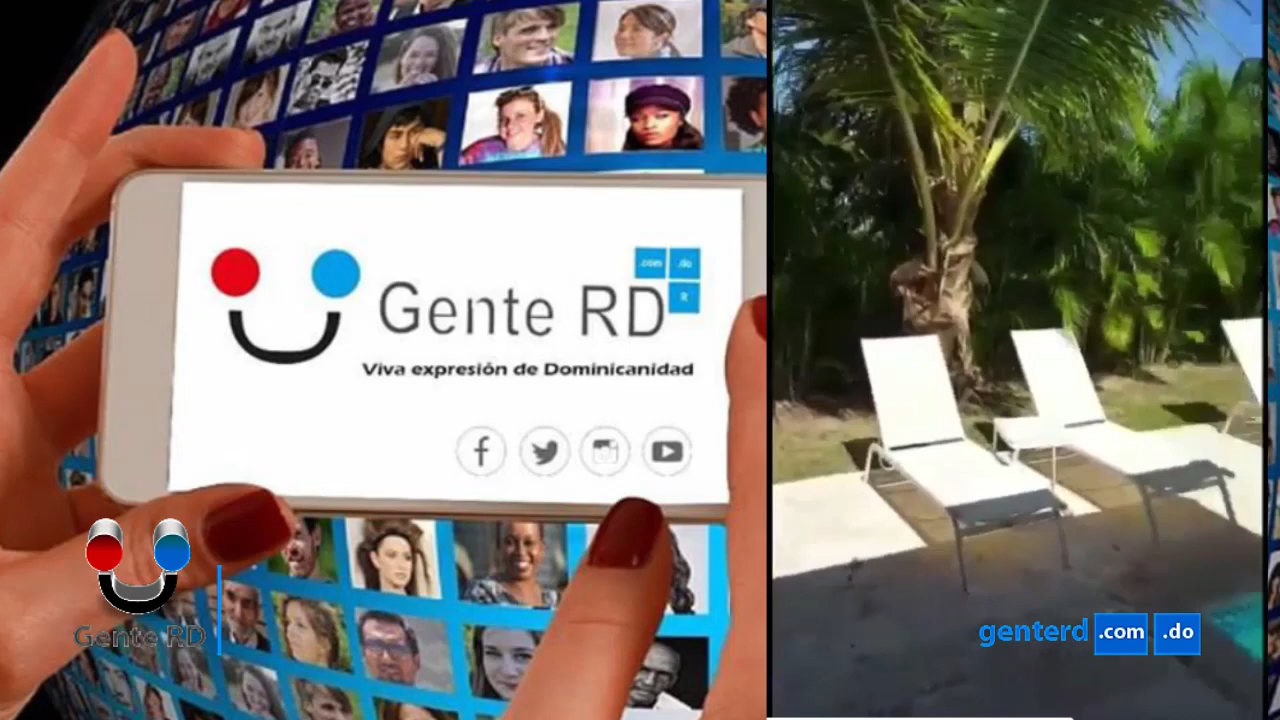 .com .do
R
Gente RD
Viva expresión de Dominicanidad
Gente RD
genterd .com .do